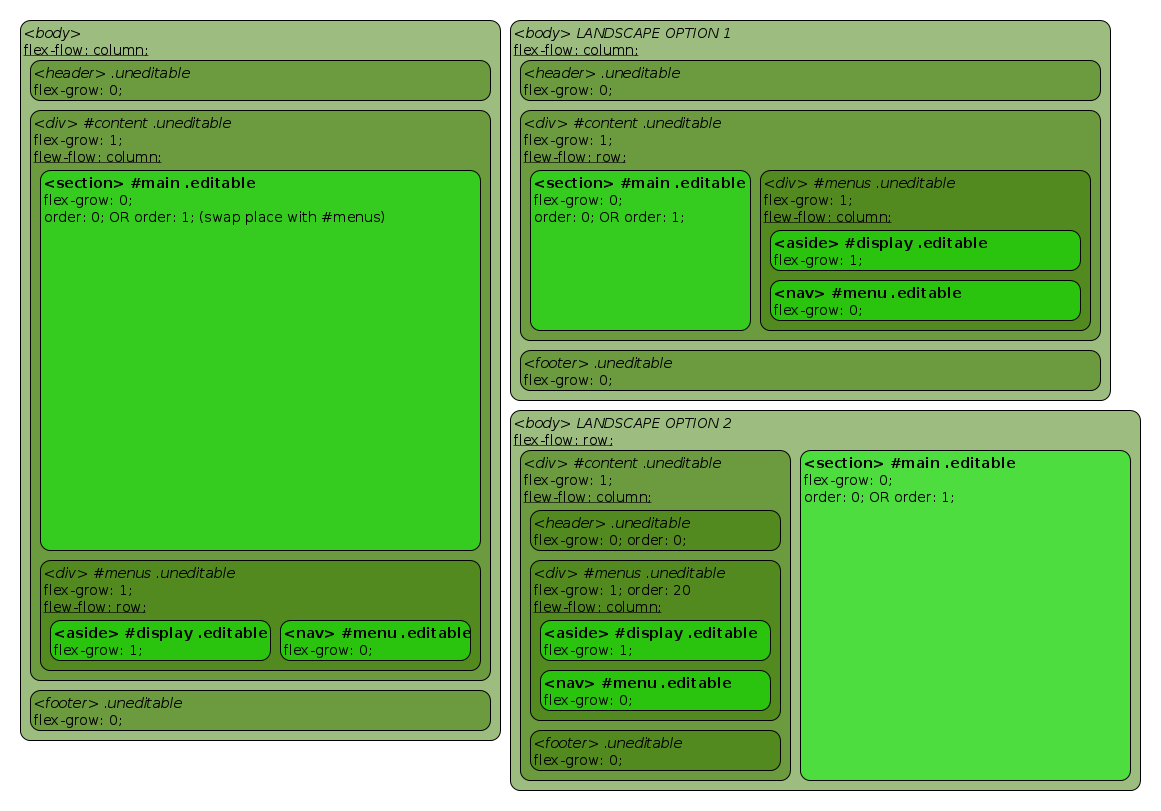 <body>
flex-flow: column;
<header> .uneditable
flex-grow: 0;
<div> #content .uneditable
flex-grow: 1;
flew-flow: column;
<section> #main .editable
flex-grow: 0;
order: 0; OR order: 1; (swap place with #menus)
<div> #menus .uneditable
flex-grow: 1;
flew-flow: row;
<aside> #display .editable
flex-grow: 1;
<nav> #menu .editable
flex-grow: 0;
<footer> .uneditable
flex-grow: 0;
<body> LANDSCAPE OPTION 1
flex-flow: column;
<header> .uneditable
flex-grow: 0;
<div> #content .uneditable
flex-grow: 1;
flew-flow: row;
<section> #main .editable
flex-grow: 0;
order: 0; OR order: 1;
<div> #menus .uneditable
flex-grow: 1;
flew-flow: column;
<aside> #display .editable
flex-grow: 1;
<nav> #menu .editable
flex-grow: 0;
<footer> .uneditable
flex-grow: 0;
<body> LANDSCAPE OPTION 2
flex-flow: row;
<div> #content .uneditable
flex-grow: 1;
flew-flow: column;
<header> .uneditable
flex-grow: 0; order: 0;
<div> #menus .uneditable
flex-grow: 1; order: 20
flew-flow: column;
<aside> #display .editable
flex-grow: 1;
<nav> #menu .editable
flex-grow: 0;
<footer> .uneditable
flex-grow: 0;
<section> #main .editable
flex-grow: 0;
order: 0; OR order: 1;